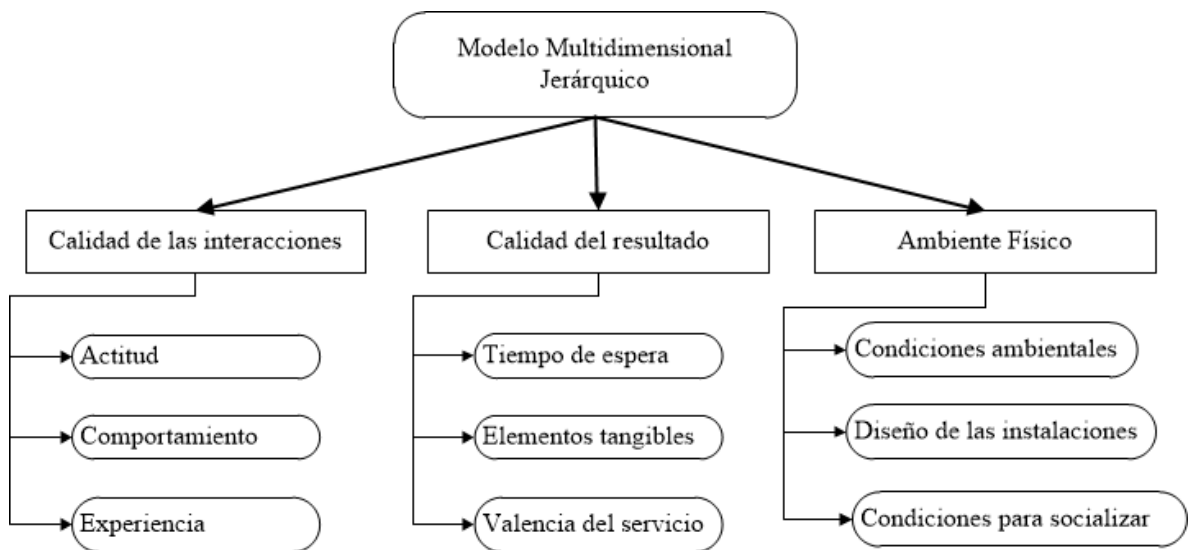 Modelo Multidimensional
Jerárquico
Calidad de las interacciones
Calidad del resultado
Ambiente Físico
Actitud
Comportamiento
Experiencia
Tiempo de espera
Elementos tangibles
Valencia del servicio
Condiciones ambientales
Diseño de las instalaciones
Condiciones para socializar